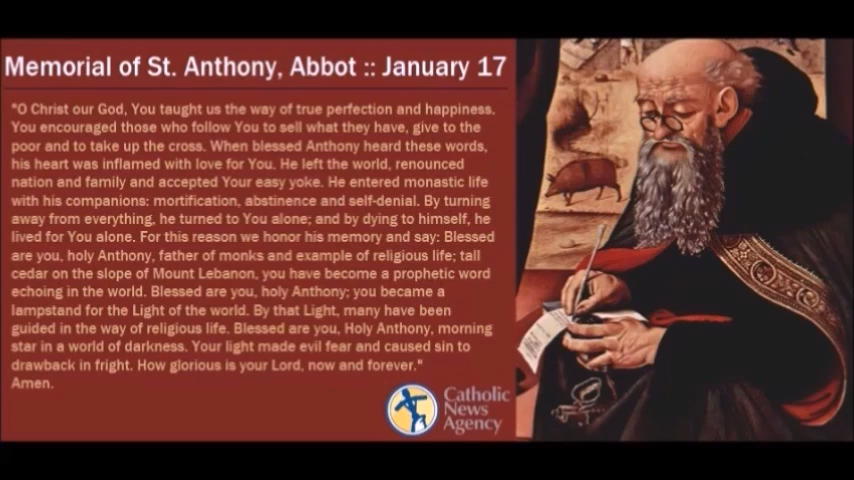 Memorial of St. Anthony, Abbot :: January 17
"O Christ our God, You taught us the way of true perfection and happiness.
You encouraged those who follow You to sell what they have, give to the
poor and to take up the cross. When blessed Anthony heard these words,
his heart was inflamed with love for You. He left the world, renounced
nation and family and accepted Your easy yoke. He entered monastic life
with his companions: mortification, abstinence and self-denial. By turning
away from everything, he turned to You alone; and by dying to himself, he
lived for You alone. For this reason we honor his memory and say: Blessed
are you, holy Anthony, father of monks and example of religious life; tall
cedar on the slope of Mount Lebanon, you have become a prophetic word
echoing in the world. Blessed are you, holy Anthony; you became a
lampstand for the Light of the world. By that Light, many have been
guided in the way of religious life. Blessed are you, Holy Anthony, morning
star in a world of darkness. Your light made evil fear and caused sin to
drawback in fright. How glorious is your Lord, now and forever."
Amen.
Catholic
News
Agency